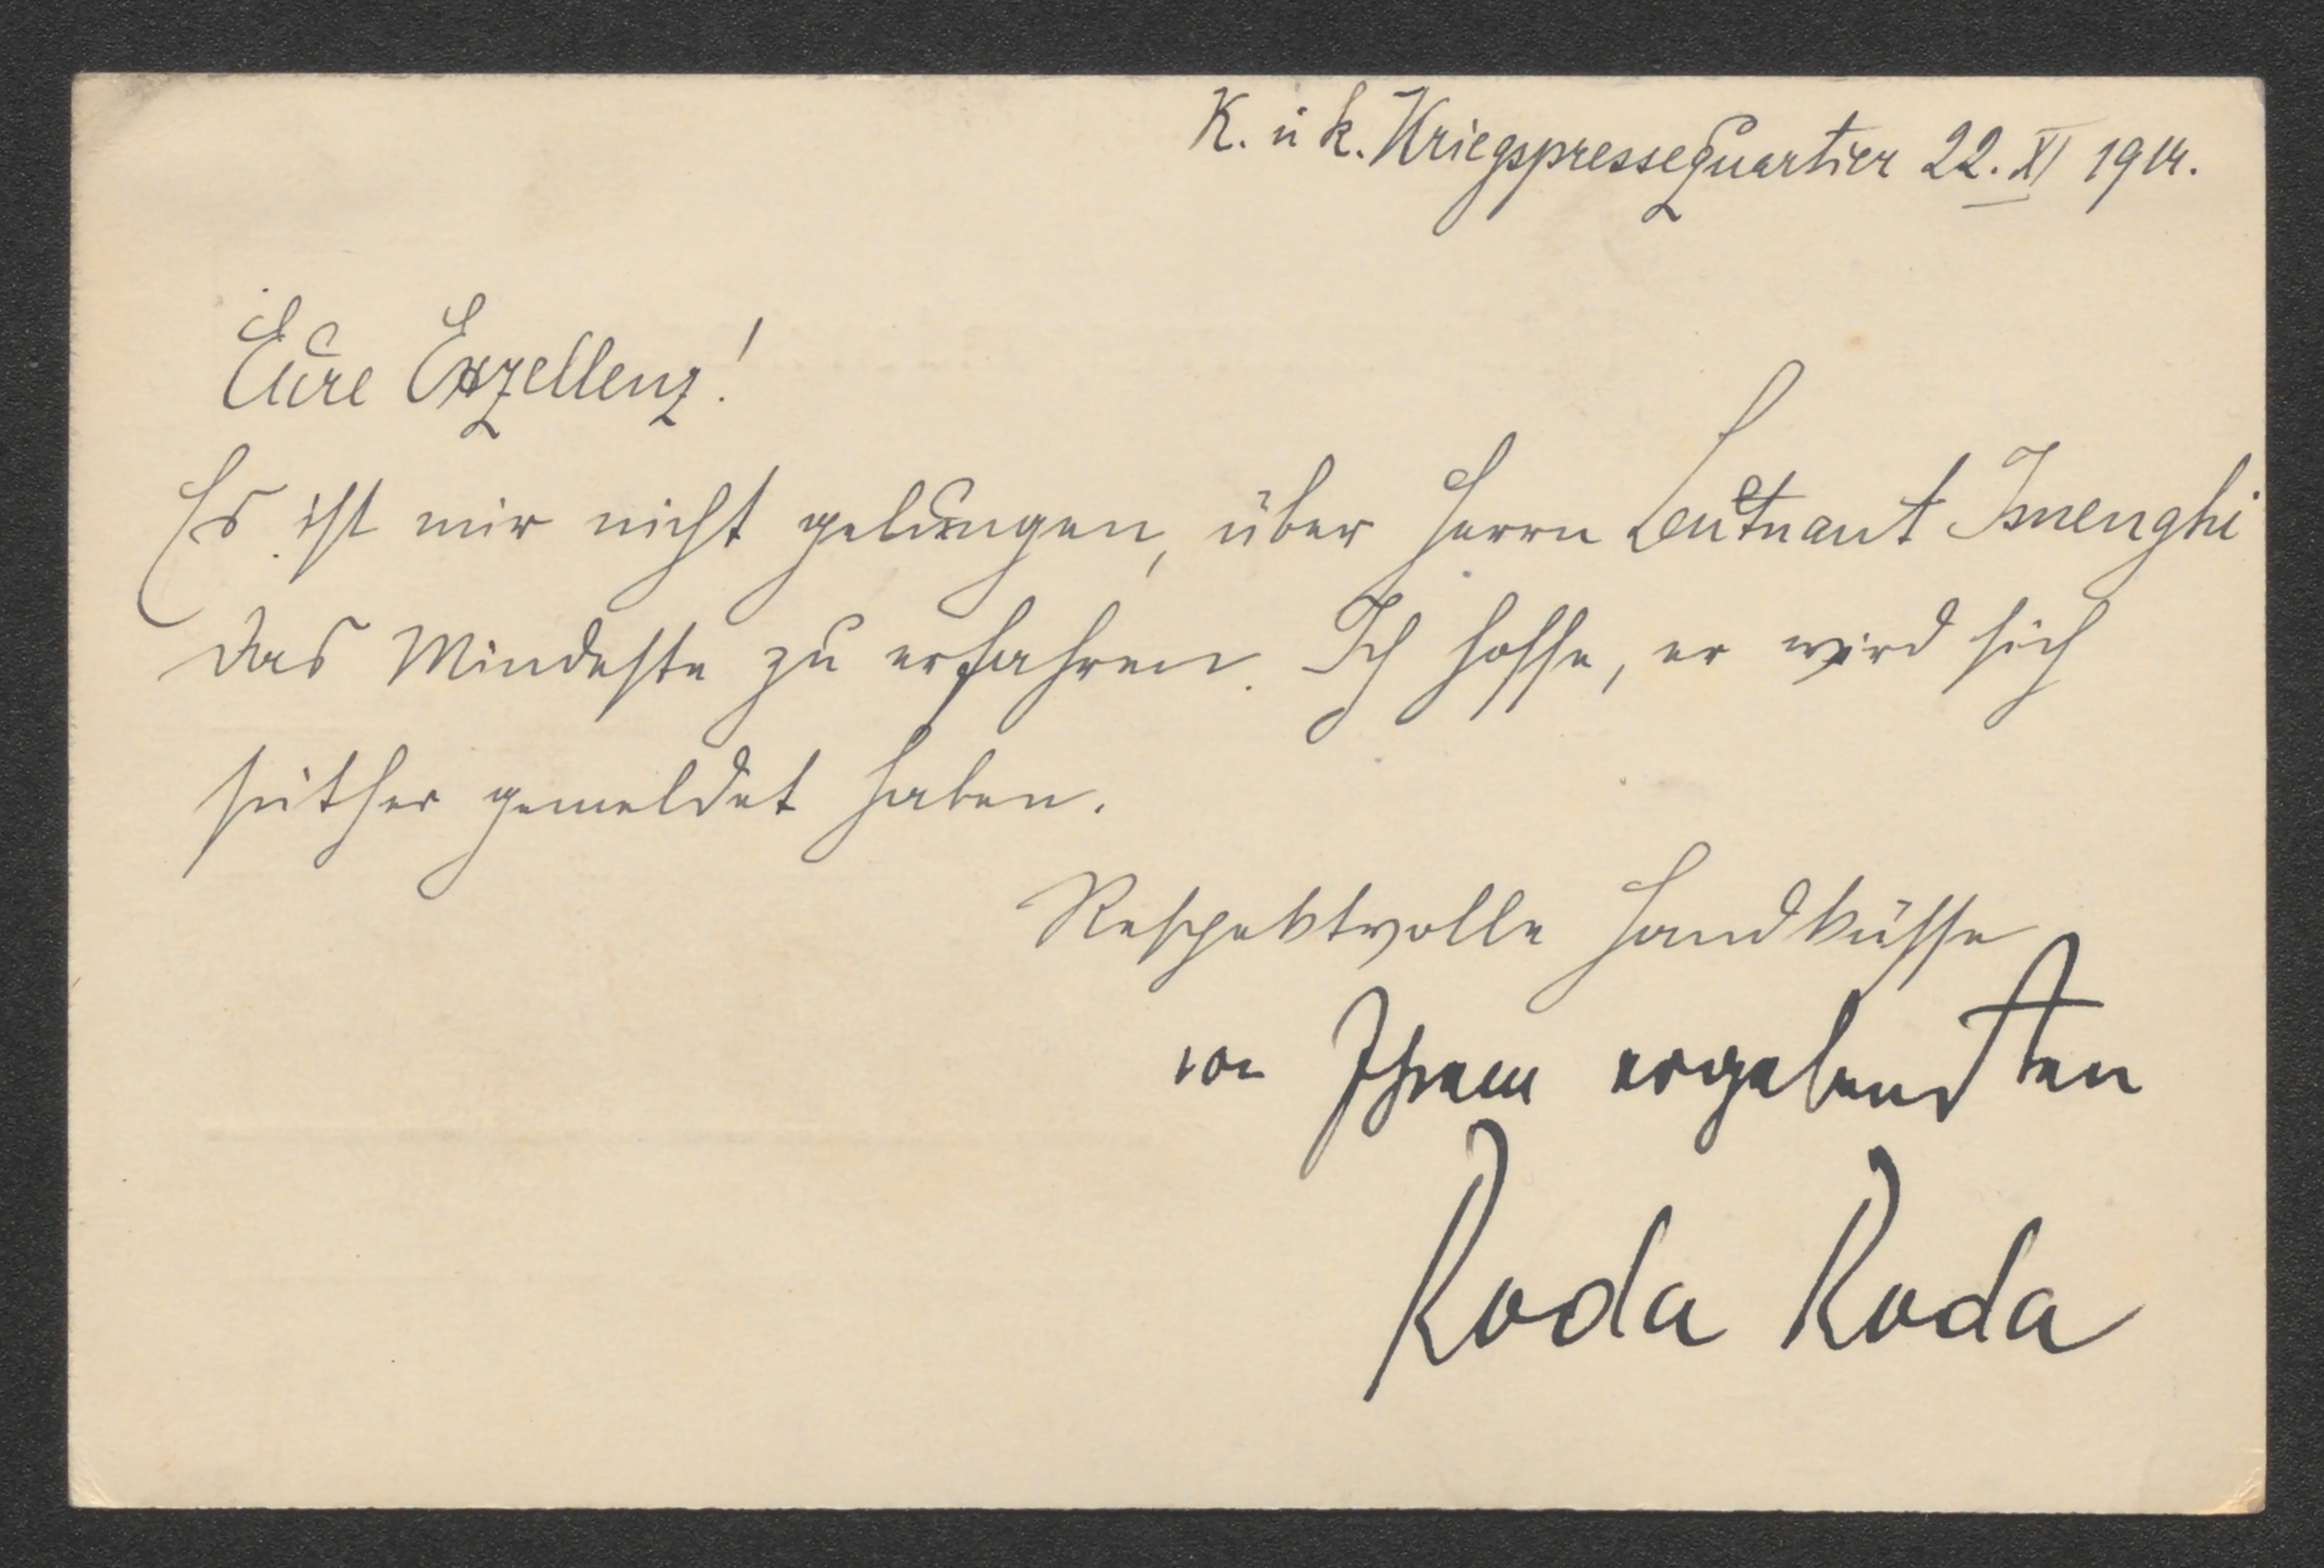 K. u k. Kriegspressequartier 22. XI 1914.
Eure Exzellenz!
Es ist mir nicht gelungen, über Herrn Leutnant Ismenghi
das Mindeste zu erfahren. Ich hoffe, er wird sich
seither gemeldet haben.
Respektvolle Handküsse
von Ihrem ergebensten
Roda Roda